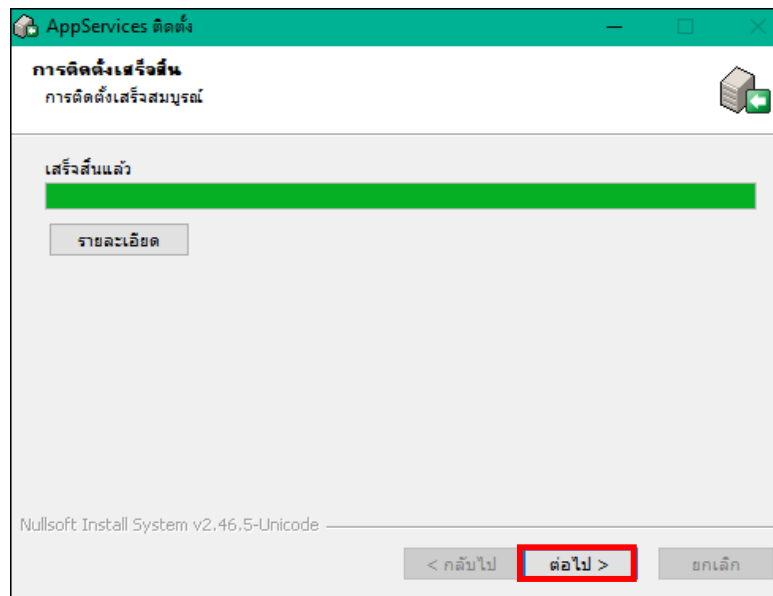 AppServices ติดตั้ง
การติดตั้งเสร็จสิ้น
การติดตั้งเสร็จสมบูรณ์
เสร็จสิ้นแล้ว
รายละเอียด
Nullsoft Install System v2.46.5-Unicode
< กลับไป ต่อไป > ยกเลิก